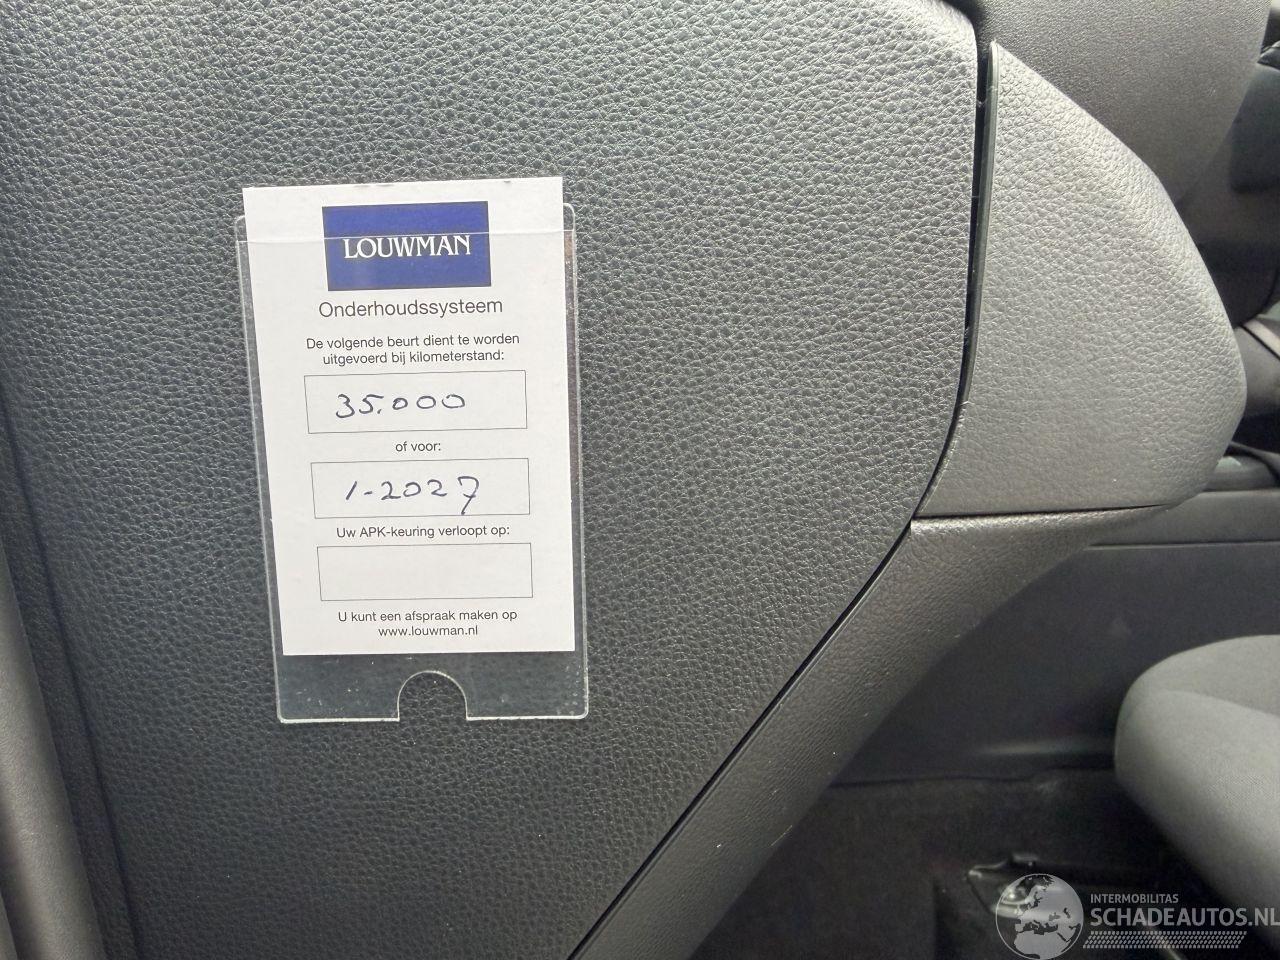 LOUWMAN
Onderhoudssysteem
De volgende beurt dient te worden
uitgevoerd bij kilometerstand:
35.000
of voor:
1-2027
Uw APK-keuring verloopt op:
U kunt een afspraak maken op
www.louwman.nl
INTERMOBILITAS
SCHADEAUTOS.NL